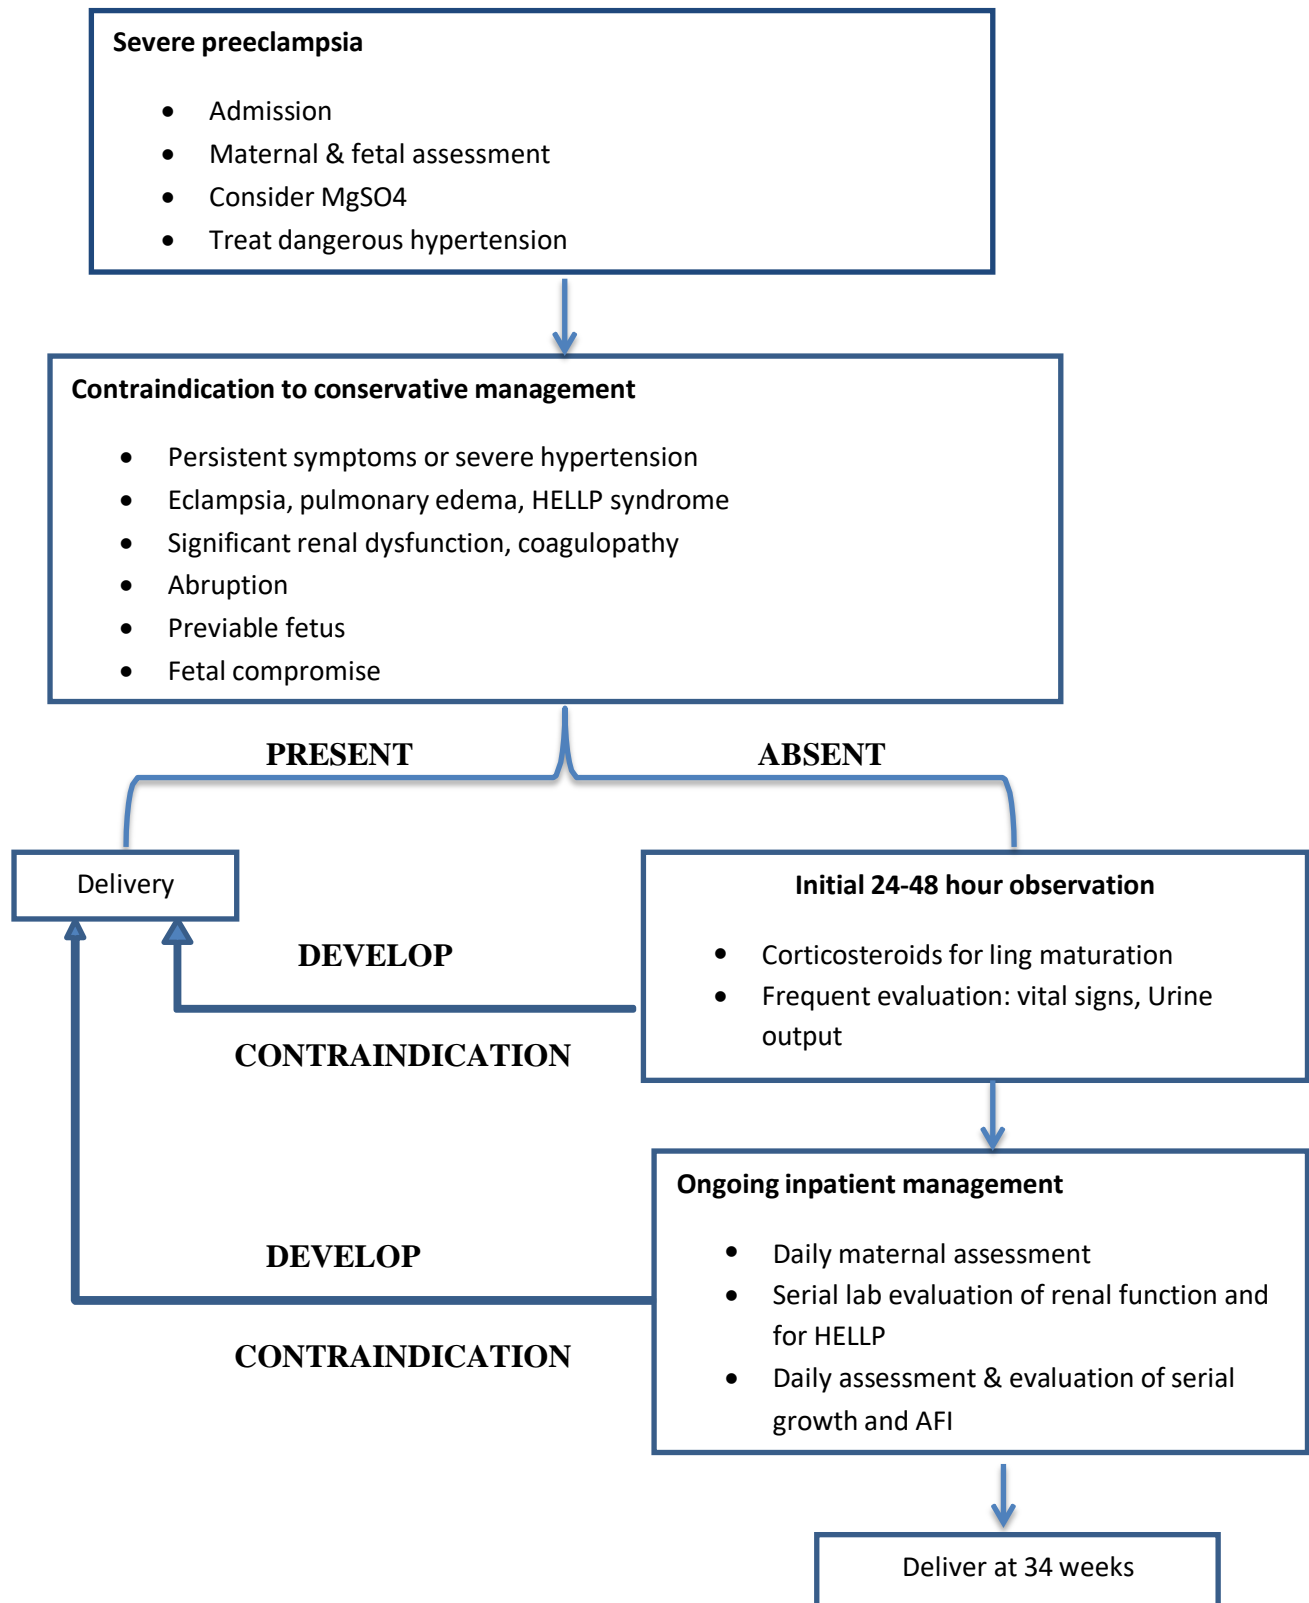 Severe preeclampsia
• Admission
• Maternal & fetal assessment
• Consider MgSO4
• Treat dangerous hypertension
Contraindication to conservative management
• Persistent symptoms or severe hypertension
• Eclampsia, pulmonary edema, HELLP syndrome
• Significant renal dysfunction, coagulopathy
• Abruption
• Previable fetus
• Fetal compromise
PRESENT
ABSENT
Delivery
Initial 24-48 hour observation
• Corticosteroids for ling maturation
• Frequent evaluation: vital signs, Urine
output
DEVELOP
CONTRAINDICATION
Ongoing inpatient management
• Daily maternal assessment
• Serial lab evaluation of renal function and
for HELLP
• Daily assessment & evaluation of serial
growth and AFI
DEVELOP
CONTRAINDICATION
Deliver at 34 weeks